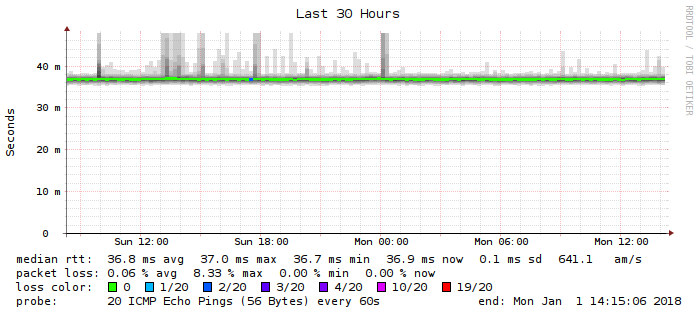 Last 30 Hours
RRDTOOL / TOBI OETIKER
Seconds
40 m
30 m
20 m
10 m
0
Sun 12:00 Sun 18:00 Mon 00:00 Mon 06:00 Mon 12:00
median rtt: 36.8 ms avg 37.0 ms max 36.7 ms min 36.9 ms now 0.1 ms sd 641.1 am/s
packet loss: 0.06 % avg 8.33 % max 0.00 % min 0.00 % now
loss color: 0 1/20 2/20 3/20 4/20 10/20 19/20
probe: 20 ICMP Echo Pings (56 Bytes) every 60s end: Mon Jan 1 14:15:06 2018